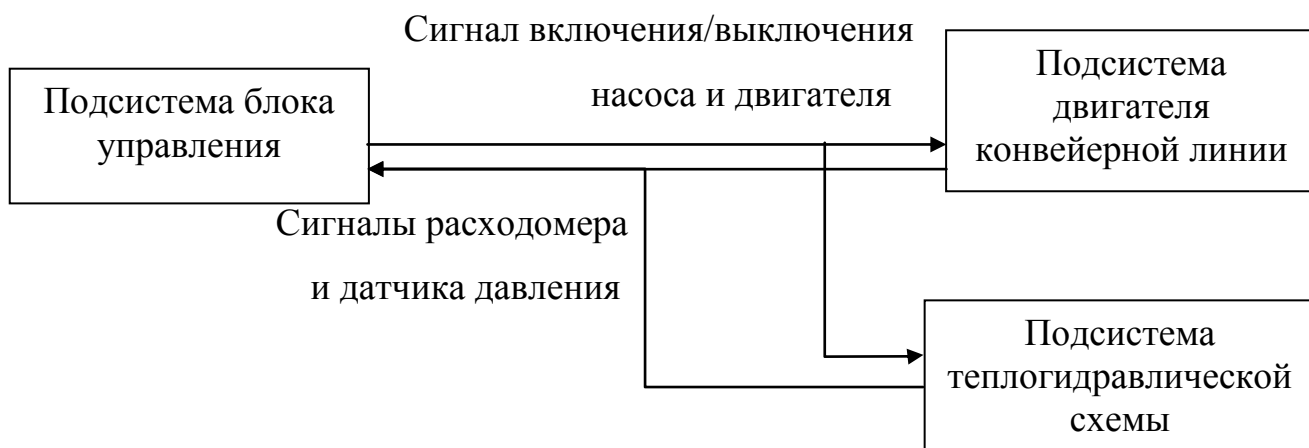 Сигнал включения/выключения
насоса и двигателя
Подсистема блока
управления
Подсистема
двигателя
конвейерной линии
Сигналы расходомера
и датчика давления
Подсистема
теплогидравлической
схемы